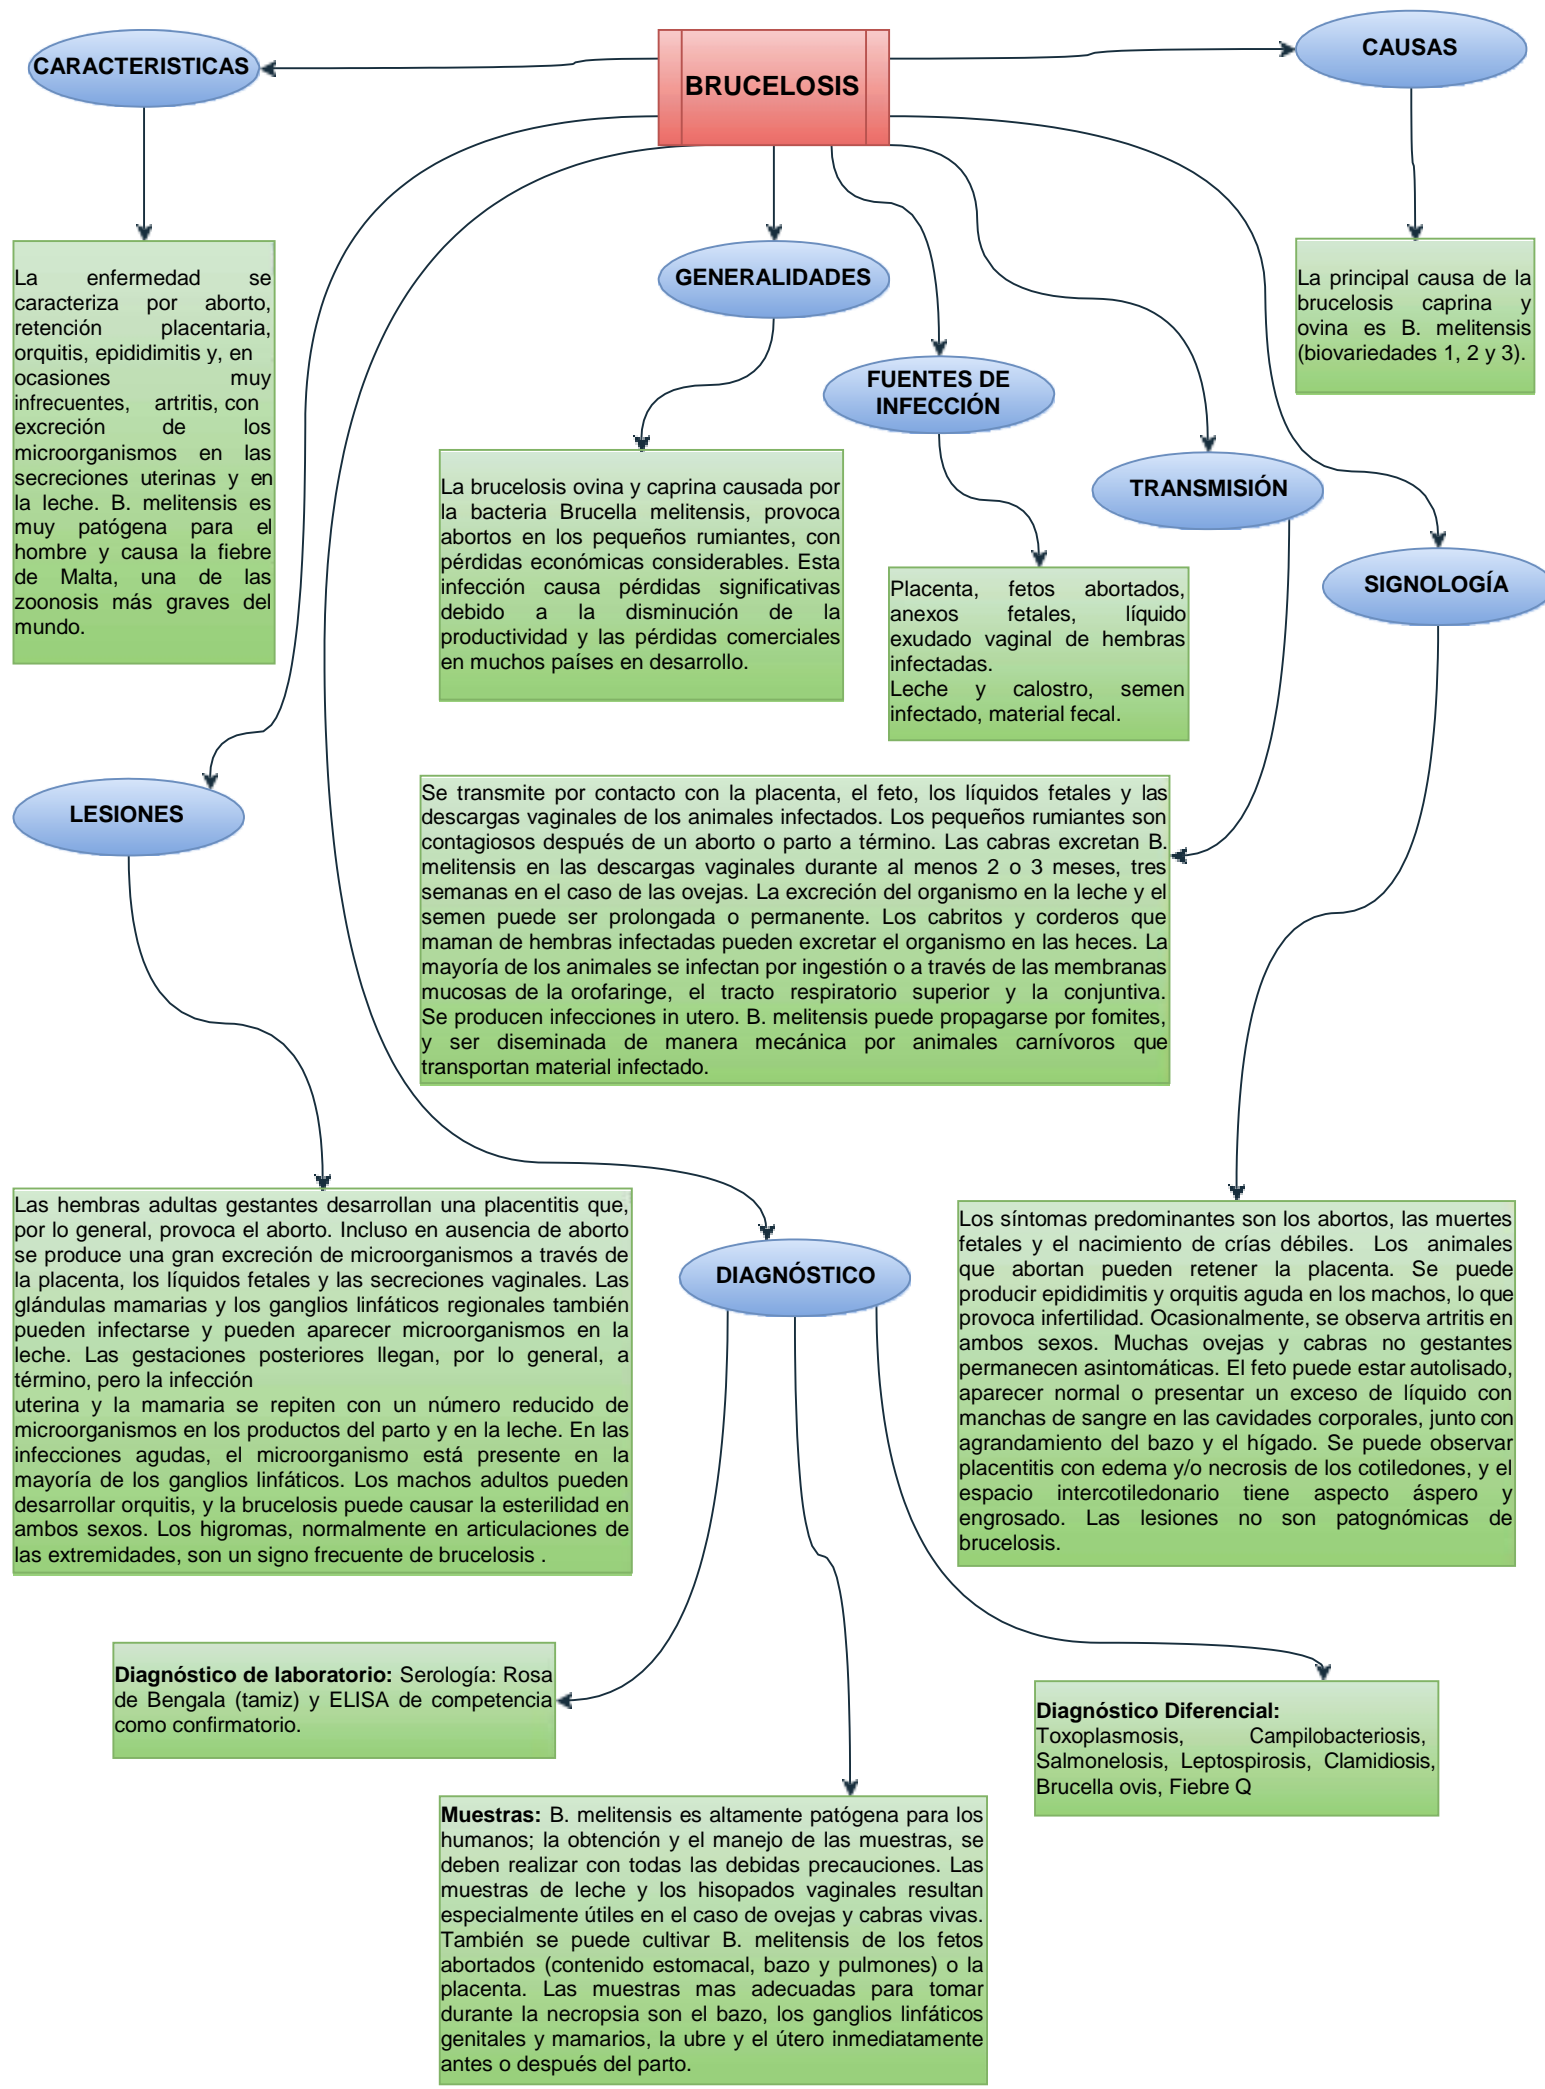 BRUCELOSIS
CARACTERISTICAS
La enfermedad se
caracteriza por aborto,
retención placentaria,
orquitis, epididimitis y, en
ocasiones muy
infrecuentes, artritis, con
excreción de los
microorganismos en las
secreciones uterinas y en
la leche. B. melitensis es
muy patógena para el
hombre y causa la fiebre
de Malta, una de las
zoonosis más graves del
mundo.
CAUSAS
La principal causa de la
brucelosis caprina y
ovina es B. melitensis
(biovariedades 1, 2 y 3).
GENERALIDADES
La brucelosis ovina y caprina causada por
la bacteria Brucella melitensis, provoca
abortos en los pequeños rumiantes, con
pérdidas económicas considerables. Esta
infección causa pérdidas significativas
debido a la disminución de la
productividad y las pérdidas comerciales
en muchos países en desarrollo.
FUENTES DE
INFECCIÓN
Placenta, fetos abortados,
anexos fetales, líquido
exudado vaginal de hembras
infectadas.
Leche y calostro, semen
infectado, material fecal.
TRANSMISIÓN
Se transmite por contacto con la placenta, el feto, los líquidos fetales y las
descargas vaginales de los animales infectados. Los pequeños rumiantes son
contagiosos después de un aborto o parto a término. Las cabras excretan B.
melitensis en las descargas vaginales durante al menos 2 o 3 meses, tres
semanas en el caso de las ovejas. La excreción del organismo en la leche y el
semen puede ser prolongada o permanente. Los cabritos y corderos que
maman de hembras infectadas pueden excretar el organismo en las heces. La
mayoría de los animales se infectan por ingestión o a través de las membranas
mucosas de la orofaringe, el tracto respiratorio superior y la conjuntiva.
Se producen infecciones in utero. B. melitensis puede propagarse por fomites,
y ser diseminada de manera mecánica por animales carnívoros que
transportan material infectado.
SIGNOLOGÍA
Los síntomas predominantes son los abortos, las muertes
fetales y el nacimiento de crías débiles. Los animales
que abortan pueden retener la placenta. Se puede
producir epididimitis y orquitis aguda en los machos, lo que
provoca infertilidad. Ocasionalmente, se observa artritis en
ambos sexos. Muchas ovejas y cabras no gestantes
permanecen asintomáticas. El feto puede estar autolisado,
aparecer normal o presentar un exceso de líquido con
manchas de sangre en las cavidades corporales, junto con
agrandamiento del bazo y el hígado. Se puede observar
placentitis con edema y/o necrosis de los cotiledones, y el
espacio intercotiledonario tiene aspecto áspero y
engrosado. Las lesiones no son patognómicas de
brucelosis.
LESIONES
Las hembras adultas gestantes desarrollan una placentitis que,
por lo general, provoca el aborto. Incluso en ausencia de aborto
se produce una gran excreción de microorganismos a través de
la placenta, los líquidos fetales y las secreciones vaginales. Las
glándulas mamarias y los ganglios linfáticos regionales también
pueden infectarse y pueden aparecer microorganismos en la
leche. Las gestaciones posteriores llegan, por lo general, a
término, pero la infección
uterina y la mamaria se repiten con un número reducido de
microorganismos en los productos del parto y en la leche. En las
infecciones agudas, el microorganismo está presente en la
mayoría de los ganglios linfáticos. Los machos adultos pueden
desarrollar orquitis, y la brucelosis puede causar la esterilidad en
ambos sexos. Los higromas, normalmente en articulaciones de
las extremidades, son un signo frecuente de brucelosis .
DIAGNÓSTICO
Diagnóstico de laboratorio: Serología: Rosa
de Bengala (tamiz) y ELISA de competencia
como confirmatorio.
Muestras: B. melitensis es altamente patógena para los
humanos; la obtención y el manejo de las muestras, se
deben realizar con todas las debidas precauciones. Las
muestras de leche y los hisopados vaginales resultan
especialmente útiles en el caso de ovejas y cabras vivas.
También se puede cultivar B. melitensis de los fetos
abortados (contenido estomacal, bazo y pulmones) o la
placenta. Las muestras mas adecuadas para tomar
durante la necropsia son el bazo, los ganglios linfáticos
genitales y mamarios, la ubre y el útero inmediatamente
antes o después del parto.
Diagnóstico Diferencial:
Toxoplasmosis, Campilobacteriosis,
Salmonelosis, Leptospirosis, Clamidiosis,
Brucella ovis, Fiebre Q